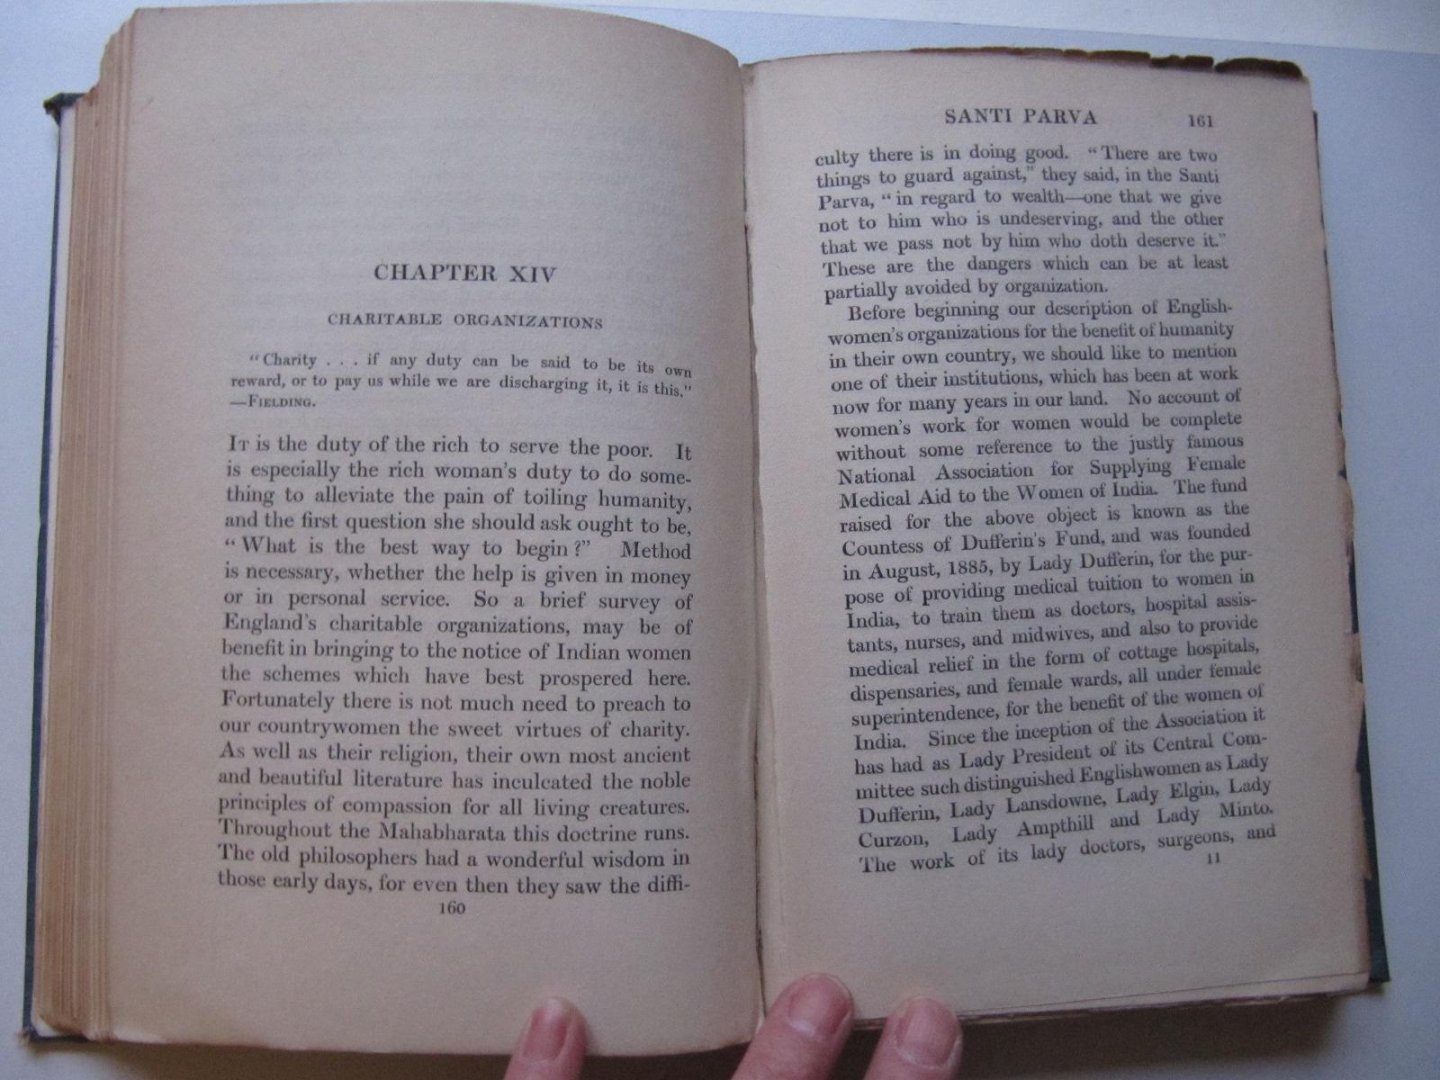 CHAPTER XIV
CHARITABLE ORGANIZATIONS
"Charity . . . if any duty can be said to be its own
reward, or to pay us while we are discharging it, it is this."
—FIELDING.
IT is the duty of the rich to serve the poor. It
is especially the rich woman's duty to do some-
thing to alleviate the pain of toiling humanity,
and the first question she should ask ought to be,
"What is the best way to begin?" Method
is necessary, whether the help is given in money
or in personal service. So a brief survey of
England's charitable organizations, may be of
benefit in bringing to the notice of Indian women
the schemes which have best prospered here.
Fortunately there is not much need to preach to
our countrywomen the sweet virtues of charity.
As well as their religion, their own most ancient
and beautiful literature has inculcated the noble
principles of compassion for all living creatures.
Throughout the Mahabharata this doctrine runs.
The old philosophers had a wonderful wisdom in
those early days, for even then they saw the diffi-
160
SANTI PARVA 161
culty there is in doing good. "There are two
things to guard against," they said, in the Santi
Parva, "in regard to wealth—one that we give
not to him who is undeserving, and the other
that we pass not by him who doth deserve it."
These are the dangers which can be at least
partially avoided by organization.
Before beginning our description of English-
women's organizations for the benefit of humanity
in their own country, we should like to mention
one of their institutions, which has been at work
now for many years in our land. No account of
women's work for women would be complete
without some reference to the justly famous
National Association for Supplying Female
Medical Aid to the Women of India. The fund
raised for the above object is known as the
Countess of Dufferin's Fund, and was founded
in August, 1885, by Lady Dufferin, for the pur-
pose of providing medical tuition to women in
India, to train them as doctors, hospital assis-
tants, nurses, and midwives, and also to provide
medical relief in the form of cottage hospitals,
dispensaries, and female wards, all under female
superintendence, for the benefit of the women of
India. Since the inception of the Association it
has had as Lady President of its Central Com-
mittee such distinguished Englishwomen as Lady
Dufferin, Lady Lansdowne, Lady Elgin, Lady
Curzon, Lady Ampthill and Lady Minto.
The work of its lady doctors, surgeons, and
11